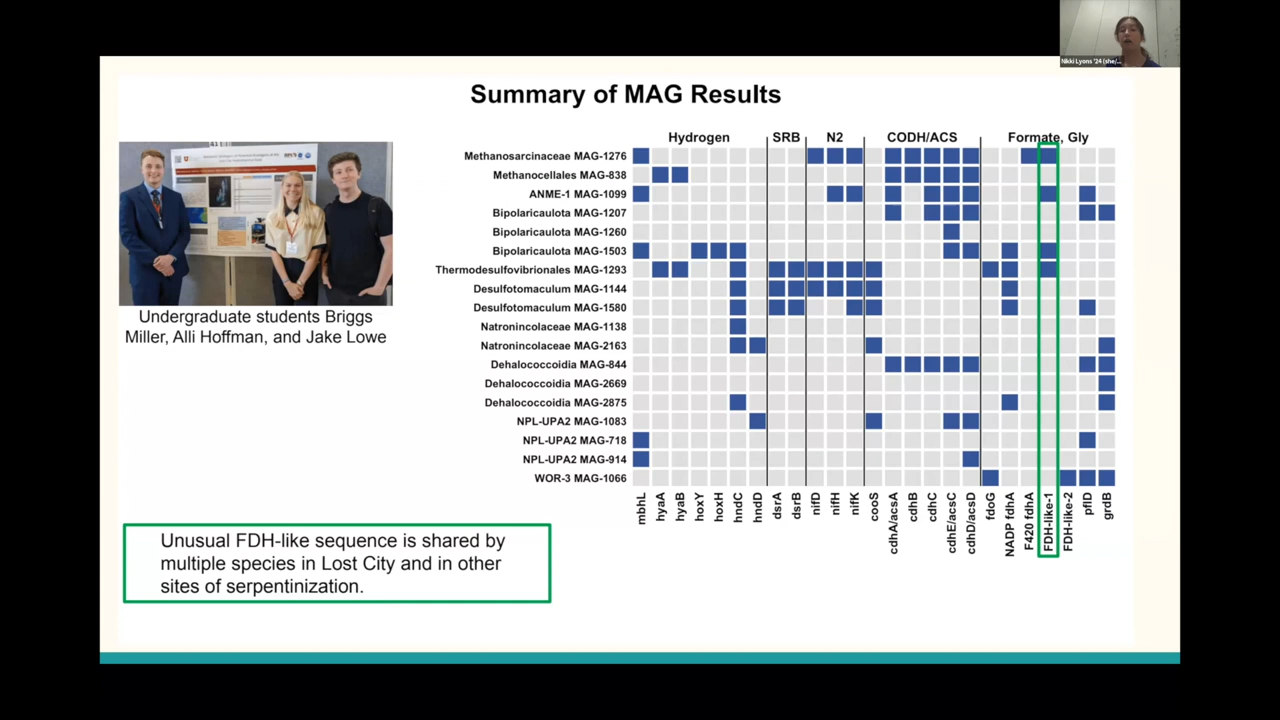 Nikki Lyons '24 (she/...
Summary of MAG Results
41
Hydrogen SRB N2 CODH/ACS Formate, Gly
Methanosarcinaceae MAG-1276
Methanocellales MAG-838
ANME-1 MAG-1099
Bipolaricaulota MAG-1207
Bipolaricaulota MAG-1260
Bipolaricaulota MAG-1503
Thermodesulfovibrionales MAG-1293
Desulfotomaculum MAG-1144
Desulfotomaculum MAG-1580
Natronincolaceae MAG-1138
Natronincolaceae MAG-2163
Dehalococcoidia MAG-844
Dehalococcoidia MAG-2669
Dehalococcoidia MAG-2875
NPL-UPA2 MAG-1083
NPL-UPA2 MAG-718
NPL-UPA2 MAG-914
WOR-3 MAG-1066
mbhL
hyaA
hyaB
hoxY
hoxH
hndC
hndD
dsrA
dsrB
nifD
nifH
nifK
cooS
cdhA/acsA
cdhB
cdhC
cdhE/acsC
cdhD/acsD
fdoG
NADP fdhA
F420 fdhA
FDH-like-1
FDH-like-2
pflD
grdB
Undergraduate students Briggs
Miller, Alli Hoffman, and Jake Lowe
Unusual FDH-like sequence is shared by
multiple species in Lost City and in other
sites of serpentinization.